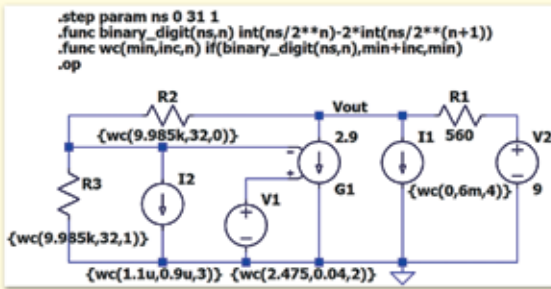 .step param ns 0 31 1
.func binary_digit(ns,n) int(ns/2**n)-2*int(ns/2**(n+1))
.func wc(min,inc,n) if(binary_digit(ns,n),min+inc,min)
.op
R2
Vout
R1
{wc(9.985k,32,0)}
2.9
I1
560
V2
R3
I2
V1
G1
{wc(0,6m,4)}
9
{wc(9.985k,32,1)}
{wc(1.1u,0.9u,3)} {wc(2.475,0.04,2)}